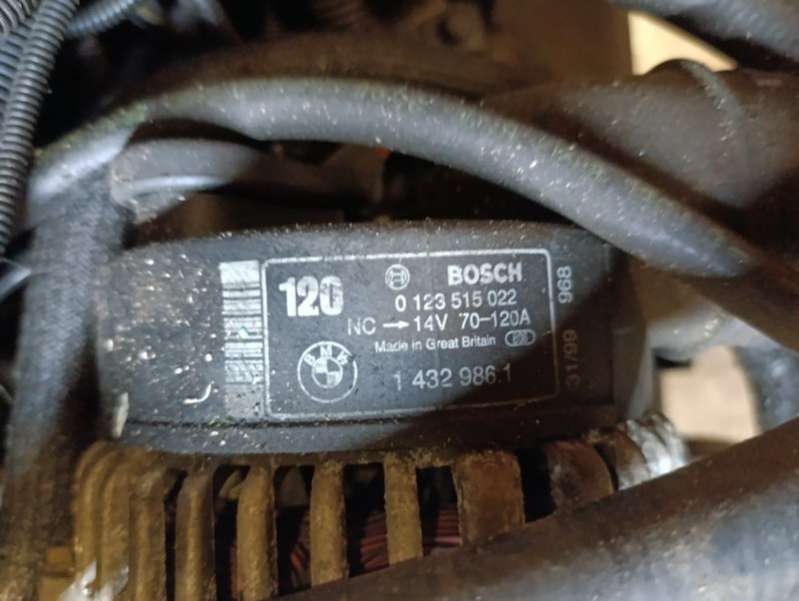 120
BOSCH
0 123 515 022
NC → 14V 70-120A
Made in Great Britain
BMW
1 432 986.1
31/99 968